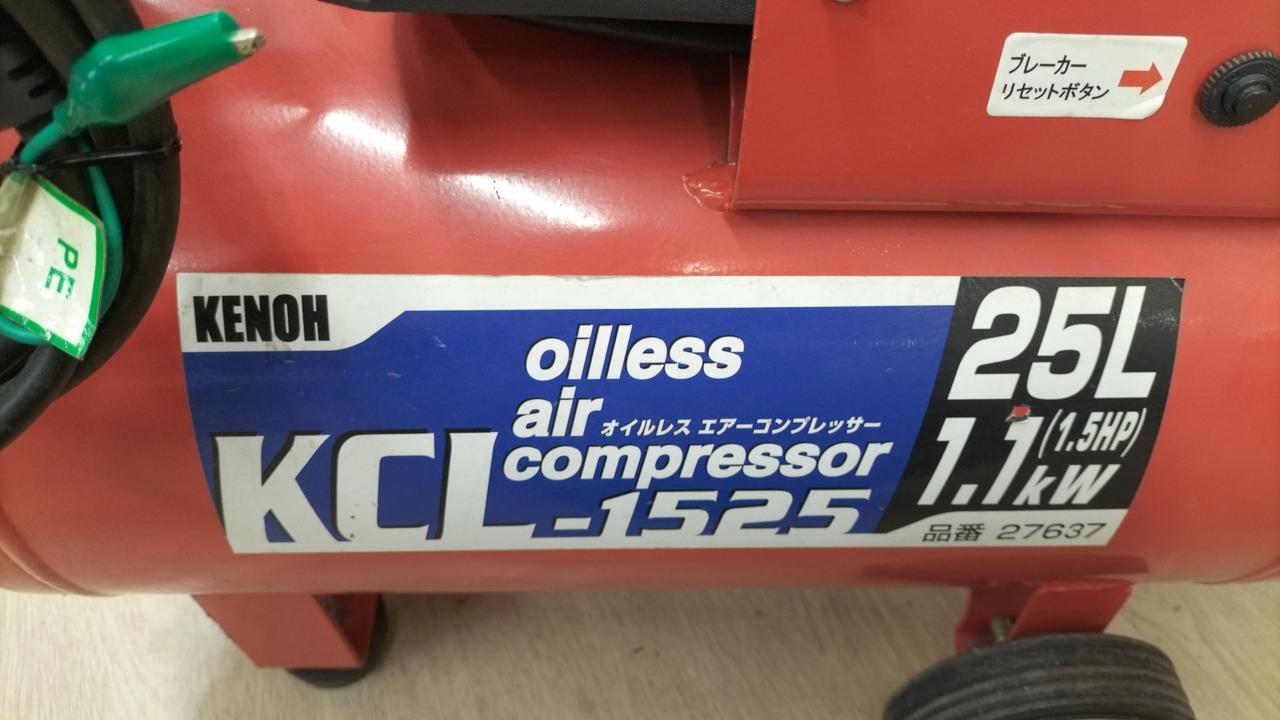 ブレーカー
リセットボタン
PE
KENOH
oilless
air オイルレス エアーコンプレッサー
compressor
KCL-1525
25L
1.1kW (1.5HP)
品番 27637